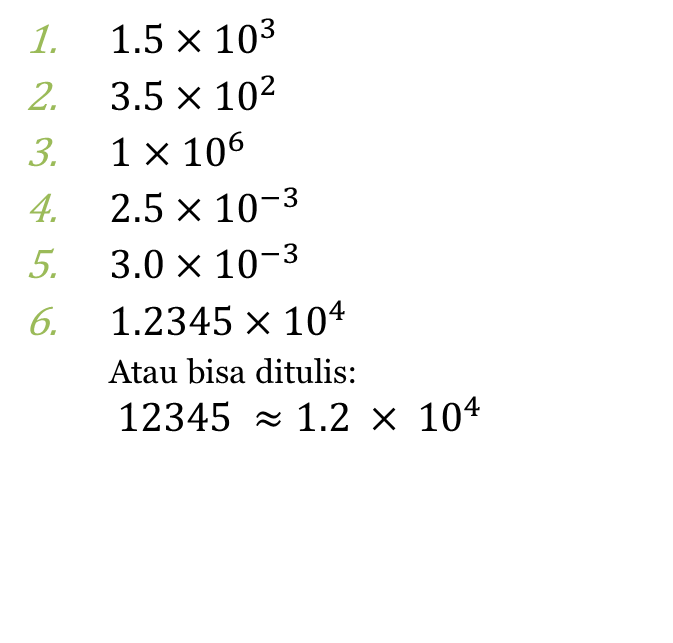 1. 1.5 × 10³
2. 3.5 × 10²
3. 1 × 10⁶
4. 2.5 × 10⁻³
5. 3.0 × 10⁻³
6. 1.2345 × 10⁴
Atau bisa ditulis:
12345 ≈ 1.2 × 10⁴